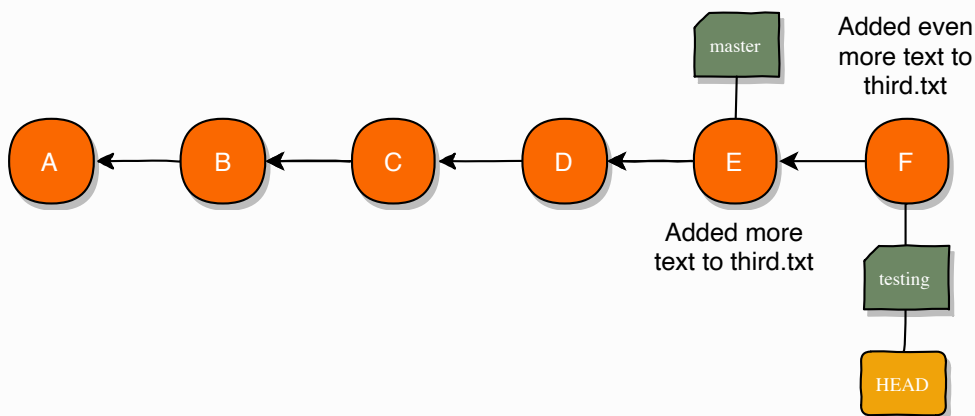 master
Added even
more text to
third.txt
A
B
C
D
E
F
Added more
text to third.txt
testing
HEAD